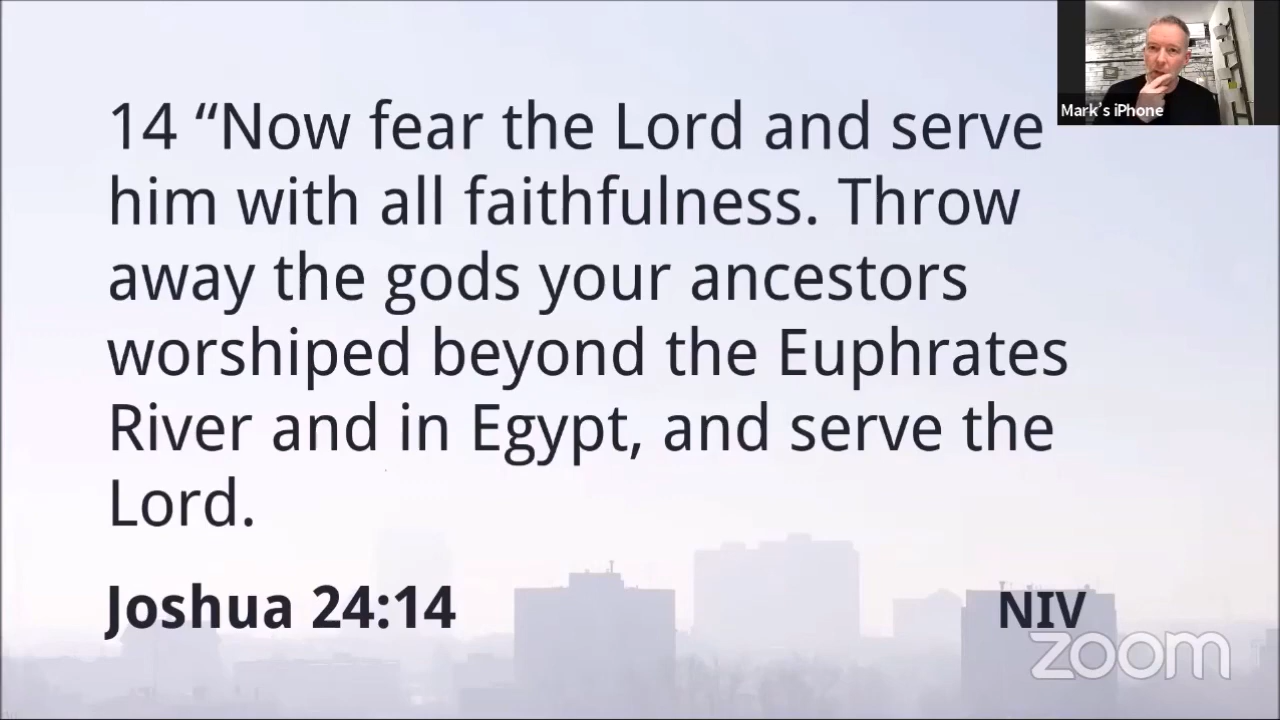 Mark's iPhone
14 “Now fear the Lord and serve
him with all faithfulness. Throw
away the gods your ancestors
worshiped beyond the Euphrates
River and in Egypt, and serve the
Lord.
Joshua 24:14
NIV
zoom